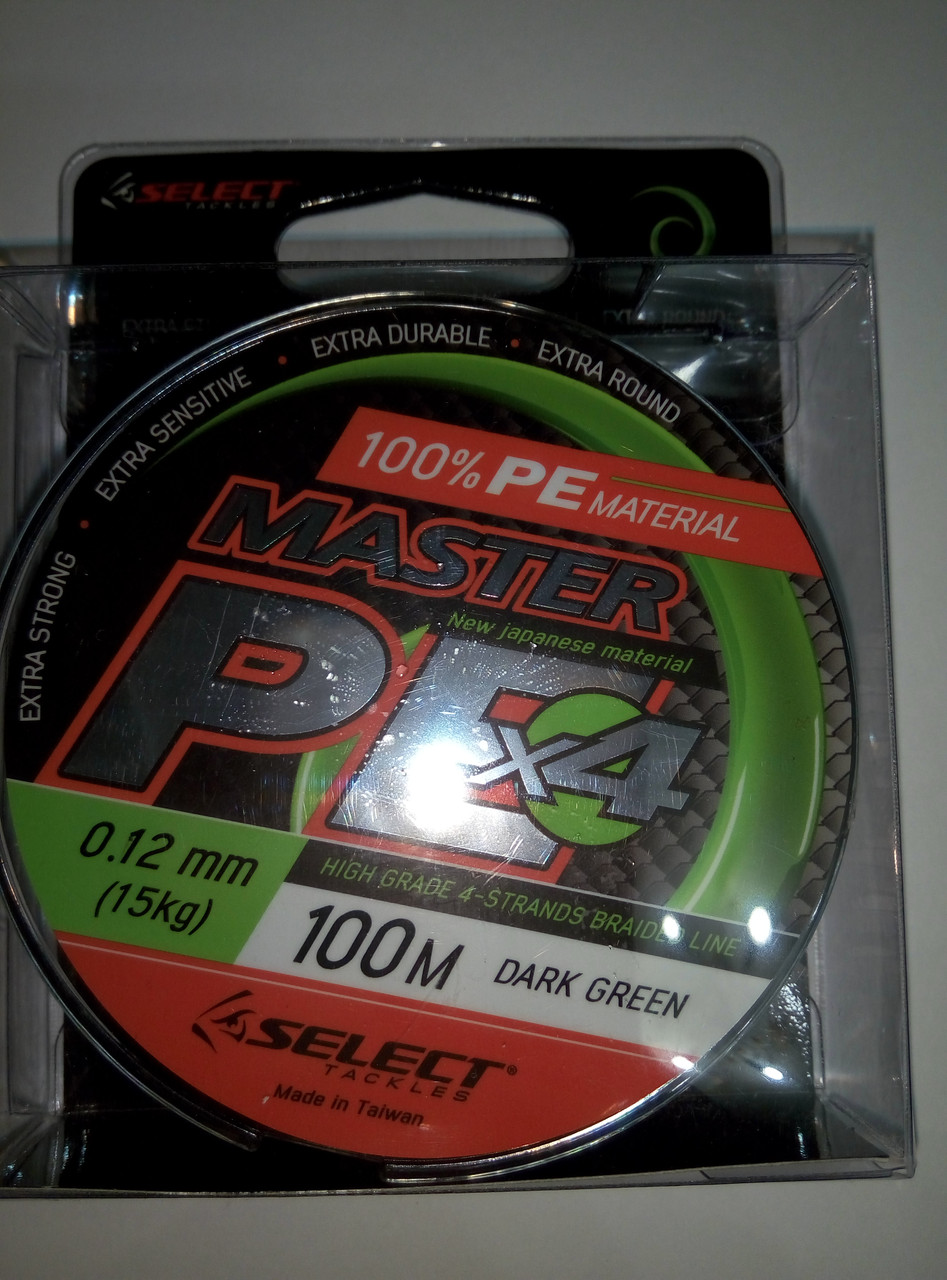 SELECT
TACKLES
EXTRA STRONG • EXTRA SENSITIVE • EXTRA DURABLE • EXTRA ROUND
100% PE MATERIAL
MASTER
New japanese material
PE x4
HIGH GRADE 4-STRANDS BRAIDED LINE
0.12 mm
(15kg)
100M DARK GREEN
SELECT®
TACKLES
Made in Taiwan